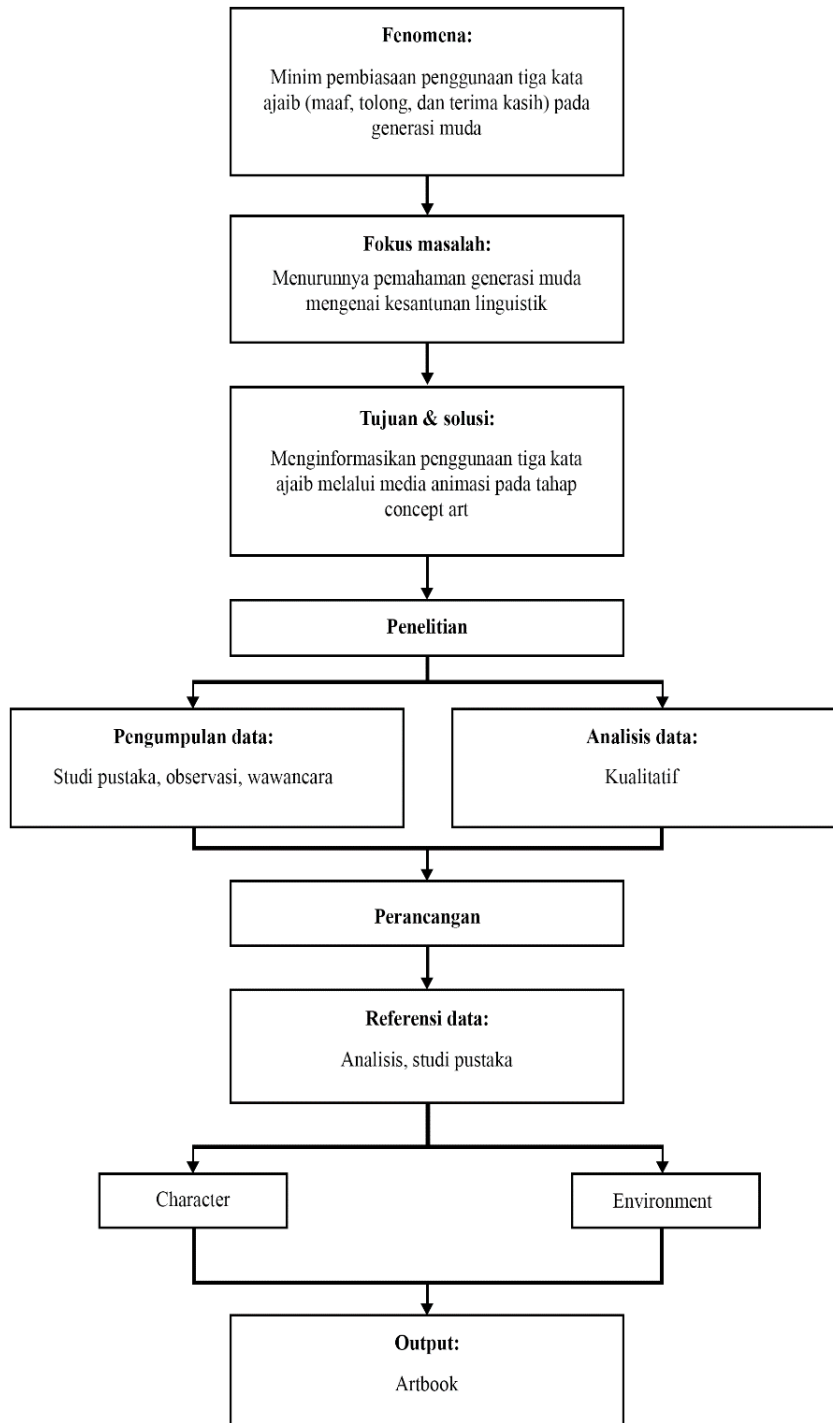 Fenomena:
Minim pembiasaan penggunaan tiga kata
ajaib (maaf, tolong, dan terima kasih) pada
generasi muda
Fokus masalah:
Menurunnya pemahaman generasi muda
mengenai kesantunan linguistik
Tujuan & solusi:
Menginformasikan penggunaan tiga kata
ajaib melalui media animasi pada tahap
concept art
Penelitian
Pengumpulan data:
Studi pustaka, observasi, wawancara
Analisis data:
Kualitatif
Perancangan
Referensi data:
Analisis, studi pustaka
Character
Environment
Output:
Artbook